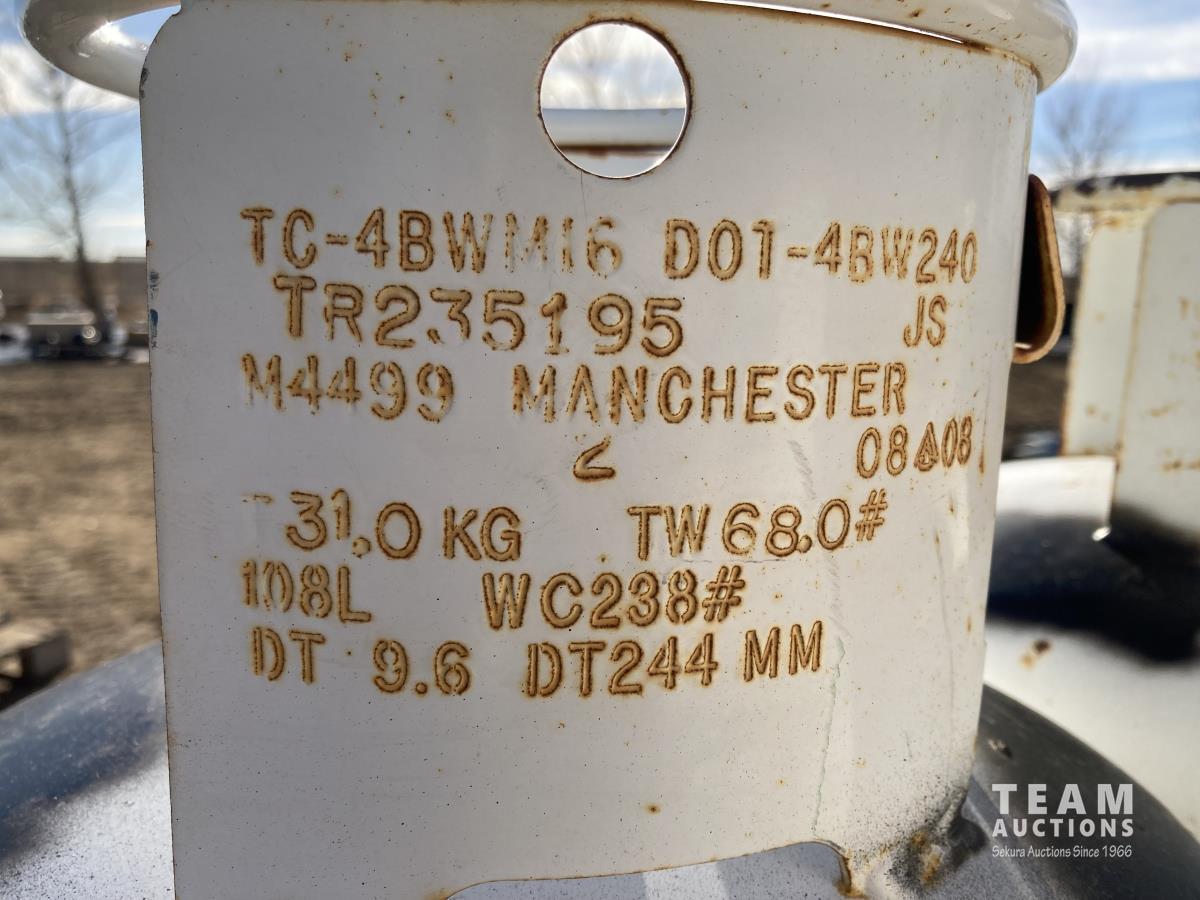 TC-4BWM16 D01-4BW240
TR235195 JS
M4499 MANCHESTER
08 08
31.0 KG TW68.0#
108L WC238#
DT 9.6 DT244 MM
TEAM
AUCTIONS
Sekura Auctions Since 1966